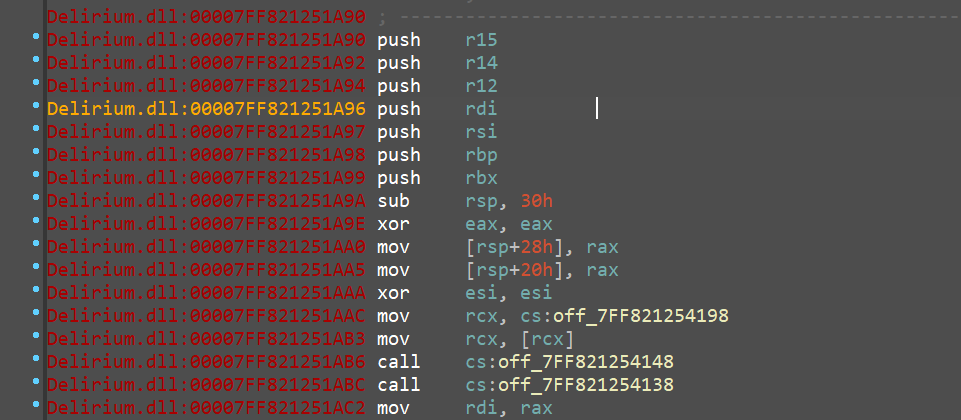 Delirium.dll:00007FF821251A90 ; ---------------------------------------------------
Delirium.dll:00007FF821251A90 push r15
Delirium.dll:00007FF821251A92 push r14
Delirium.dll:00007FF821251A94 push r12
Delirium.dll:00007FF821251A96 push rdi
Delirium.dll:00007FF821251A97 push rsi
Delirium.dll:00007FF821251A98 push rbp
Delirium.dll:00007FF821251A99 push rbx
Delirium.dll:00007FF821251A9A sub rsp, 30h
Delirium.dll:00007FF821251A9E xor eax, eax
Delirium.dll:00007FF821251AA0 mov [rsp+28h], rax
Delirium.dll:00007FF821251AA5 mov [rsp+20h], rax
Delirium.dll:00007FF821251AAA xor esi, esi
Delirium.dll:00007FF821251AAC mov rcx, cs:off_7FF821254198
Delirium.dll:00007FF821251AB3 mov rcx, [rcx]
Delirium.dll:00007FF821251AB6 call cs:off_7FF821254148
Delirium.dll:00007FF821251ABC call cs:off_7FF821254138
Delirium.dll:00007FF821251AC2 mov rdi, rax